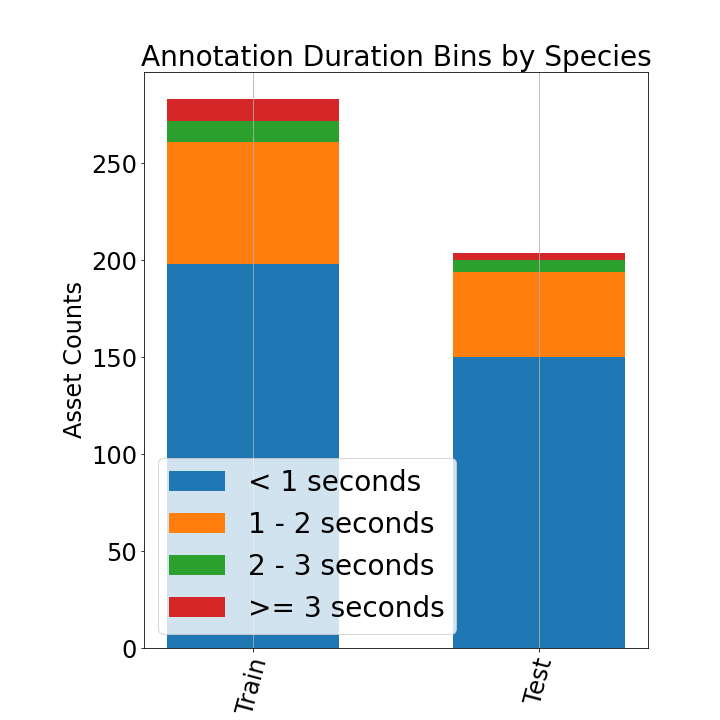 Annotation Duration Bins by Species
Asset Counts
250
200
150
100
50
0
< 1 seconds
1 - 2 seconds
2 - 3 seconds
>= 3 seconds
Train
Test